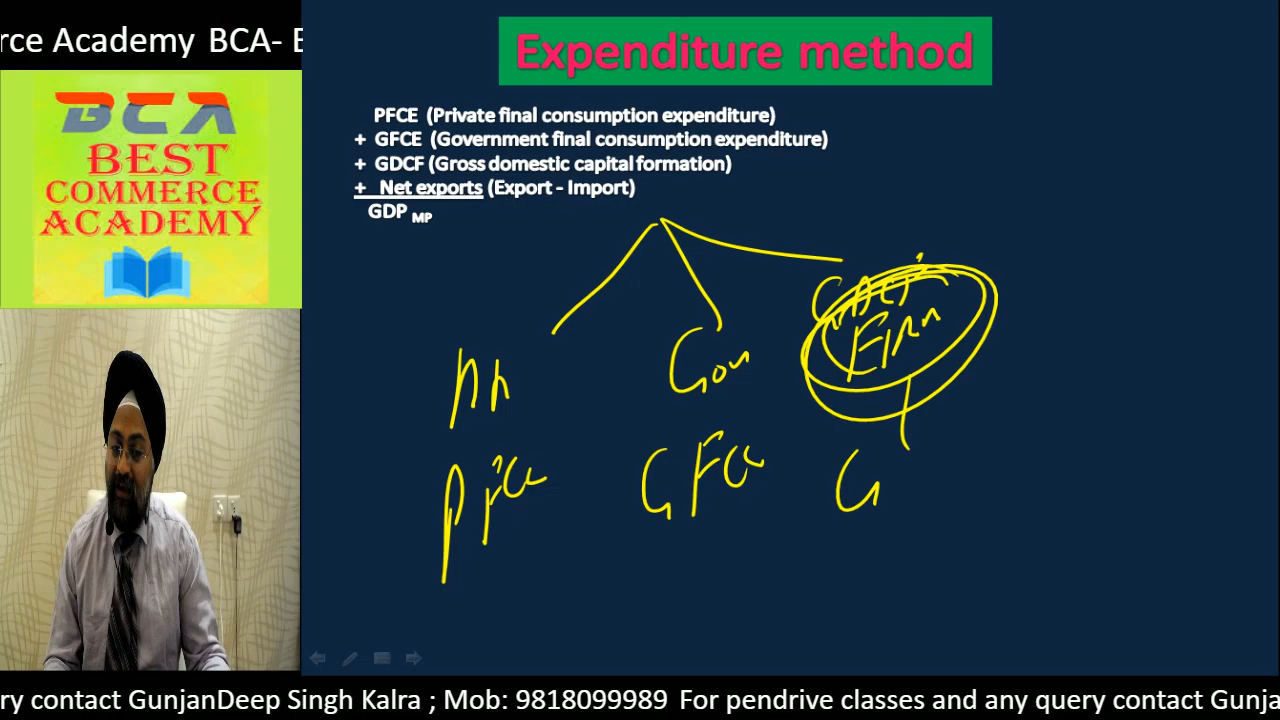 rce Academy BCA- E
BCA
BEST
COMMERCE
ACADEMY
Expenditure method
PFCE (Private final consumption expenditure)
+ GFCE (Government final consumption expenditure)
+ GDCF (Gross domestic capital formation)
+ Net exports (Export - Import)
GDP MP
Gov
Firm
GFCE
G
ry contact GunjanDeep Singh Kalra ; Mob: 9818099989 For pendrive classes and any query contact Gunja